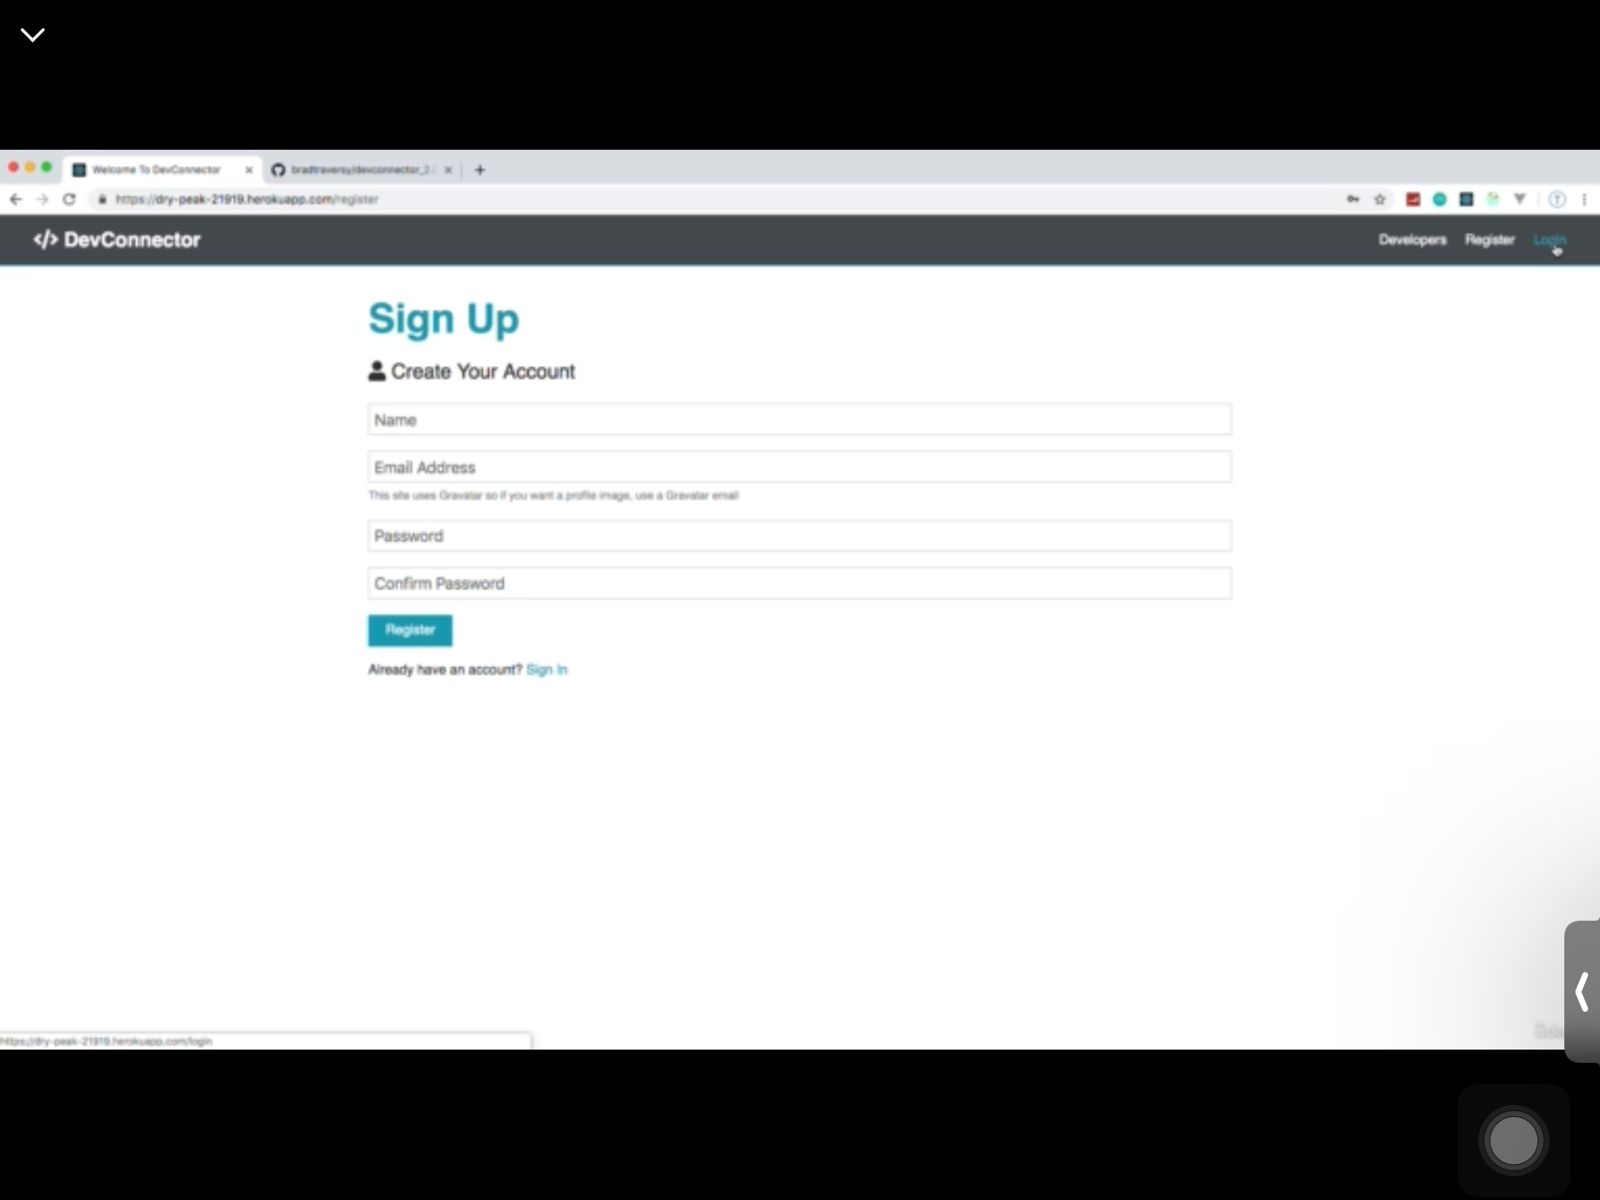 Welcome To DevConnector
bradtraversy/devconnector_2
https://dry-peak-21919.herokuapp.com/register
</> DevConnector
Developers Register Login
Sign Up
Create Your Account
Name
Email Address
This site uses Gravatar so if you want a profile image, use a Gravatar email
Password
Confirm Password
Register
Already have an account? Sign In
https://dry-peak-21919.herokuapp.com/login